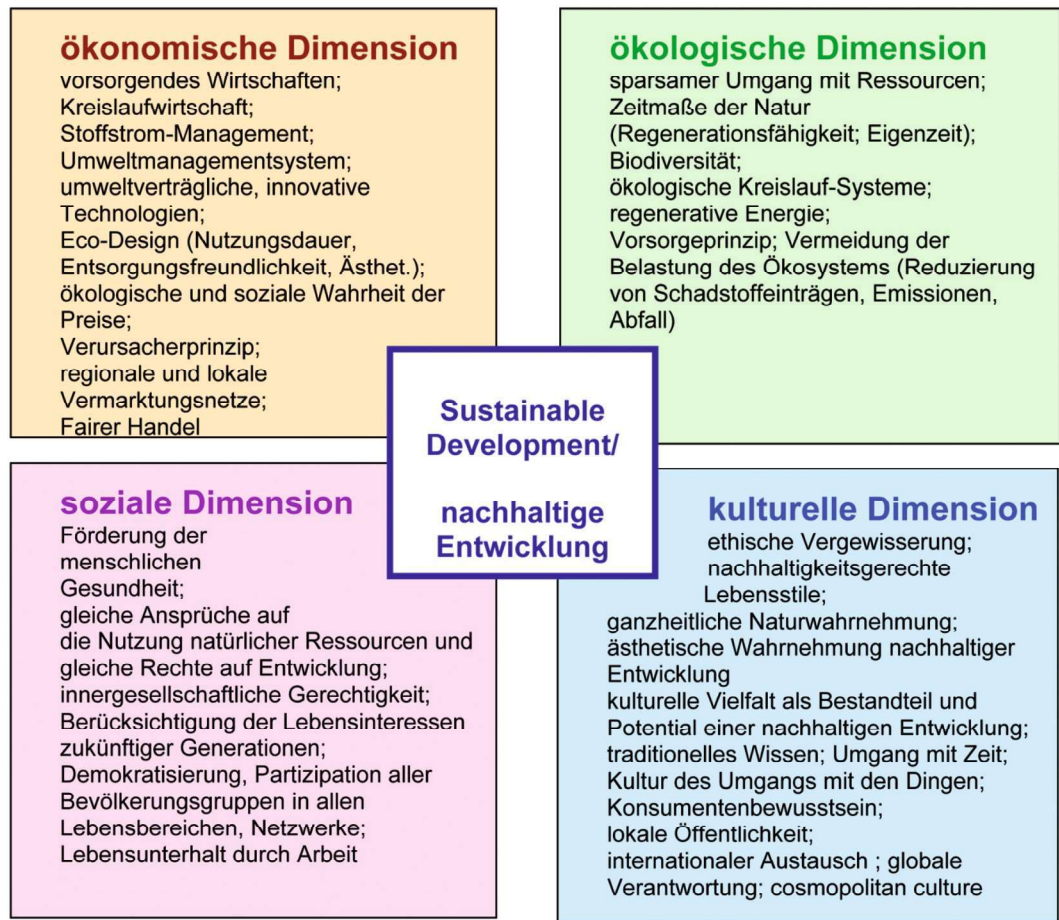 ökonomische Dimension
vorsorgendes Wirtschaften;
Kreislaufwirtschaft;
Stoffstrom-Management;
Umweltmanagementsystem;
umweltverträgliche, innovative
Technologien;
Eco-Design (Nutzungsdauer,
Entsorgungsfreundlichkeit, Ästhet.);
ökologische und soziale Wahrheit der
Preise;
Verursacherprinzip;
regionale und lokale
Vermarktungsnetze;
Fairer Handel
ökologische Dimension
sparsamer Umgang mit Ressourcen;
Zeitmaße der Natur
(Regenerationsfähigkeit; Eigenzeit);
Biodiversität;
ökologische Kreislauf-Systeme;
regenerative Energie;
Vorsorgeprinzip; Vermeidung der
Belastung des Ökosystems (Reduzierung
von Schadstoffeinträgen, Emissionen,
Abfall)
Sustainable
Development/
nachhaltige
Entwicklung
soziale Dimension
Förderung der
menschlichen
Gesundheit;
gleiche Ansprüche auf
die Nutzung natürlicher Ressourcen und
gleiche Rechte auf Entwicklung;
innergesellschaftliche Gerechtigkeit;
Berücksichtigung der Lebensinteressen
zukünftiger Generationen;
Demokratisierung, Partizipation aller
Bevölkerungsgruppen in allen
Lebensbereichen, Netzwerke;
Lebensunterhalt durch Arbeit
kulturelle Dimension
ethische Vergewisserung;
nachhaltigkeitsgerechte
Lebensstile;
ganzheitliche Naturwahrnehmung;
ästhetische Wahrnehmung nachhaltiger
Entwicklung
kulturelle Vielfalt als Bestandteil und
Potential einer nachhaltigen Entwicklung;
traditionelles Wissen; Umgang mit Zeit;
Kultur des Umgangs mit den Dingen;
Konsumentenbewusstsein;
lokale Öffentlichkeit;
internationaler Austausch ; globale
Verantwortung; cosmopolitan culture